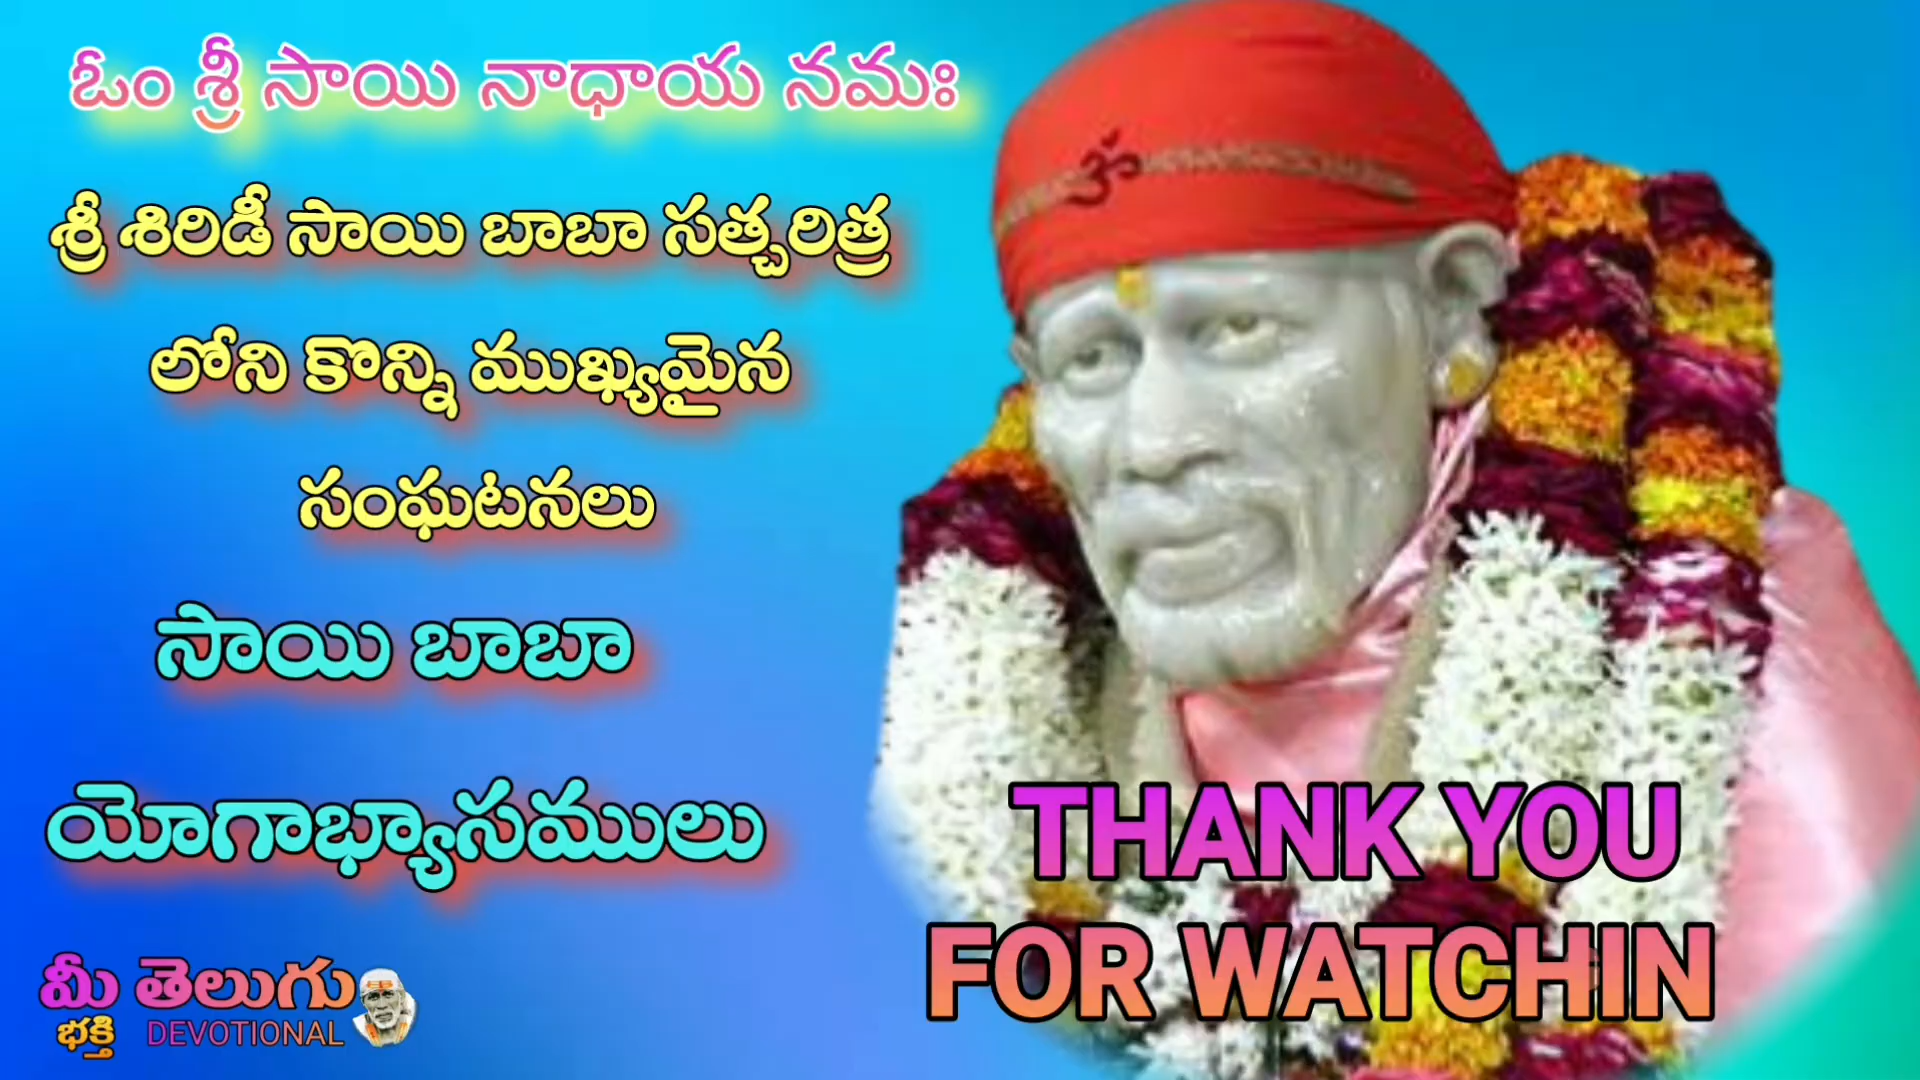 ఓం శ్రీ సాయి నాధాయ నమః
శ్రీ శిరిడీ సాయి బాబా సత్చరిత్ర
లోని కొన్ని ముఖ్యమైన
సంఘటనలు
సాయి బాబా
యోగాభ్యాసములు
మీ తెలుగు
భక్తి DEVOTIONAL
ॐ
THANK YOU
FOR WATCHIN